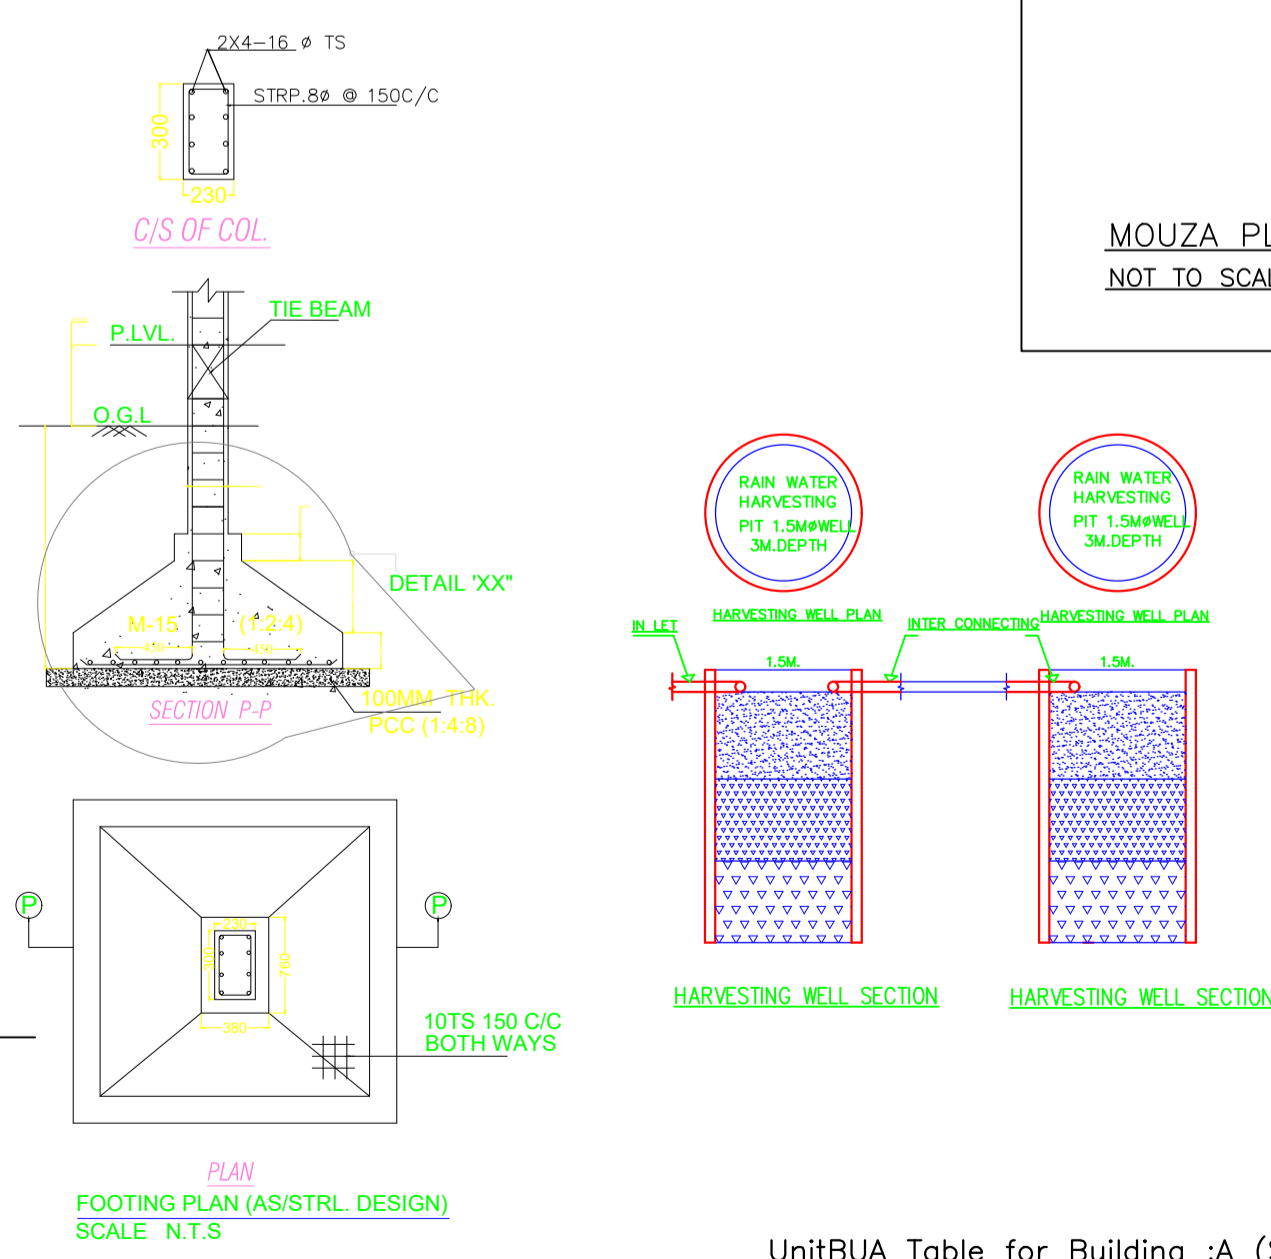 2X4-16 ø TS
STRP.8ø @ 150C/C
300
230
C/S OF COL.
TIE BEAM
P.LVL.
O.G.L
DETAIL 'XX"
M-15 (1:2:4)
450 450
100MM THK.
PCC (1:4:8)
SECTION P-P
P P
230
300
760
380
10TS 150 C/C
BOTH WAYS
PLAN
FOOTING PLAN (AS/STRL. DESIGN)
SCALE N.T.S
MOUZA
NOT TO
RAIN WATER
HARVESTING
PIT 1.5MøWELL
3M.DEPTH
HARVESTING WELL PLAN
RAIN WATER
HARVESTING
PIT 1.5MøWELL
3M.DEPTH
HARVESTING WELL PLAN
IN LET
INTER CONNECTING
1.5M.
1.5M.
HARVESTING WELL SECTION
HARVESTING WELL SECTION
UnitBUA Table for Building :A